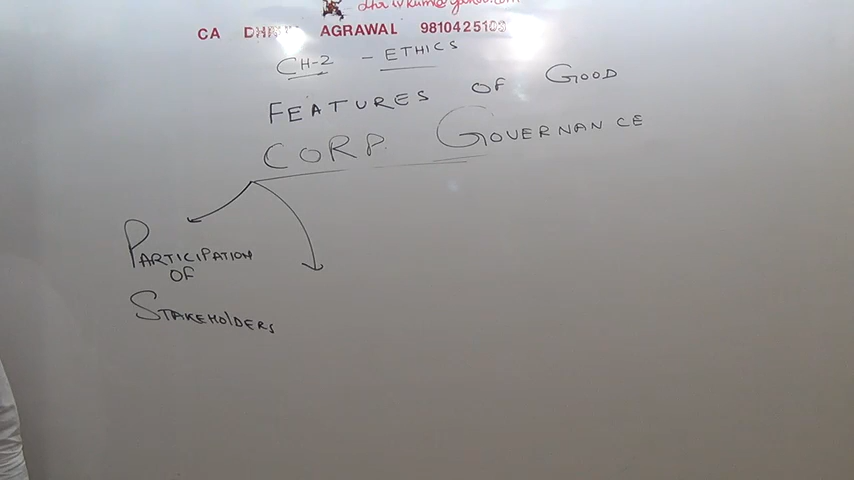 CA AGRAWAL
CH-2 - ETHICS
FEATURES OF GOOD
CORP. GOVERNANCE
PARTICIPATION
OF
STAKEHOLDERS